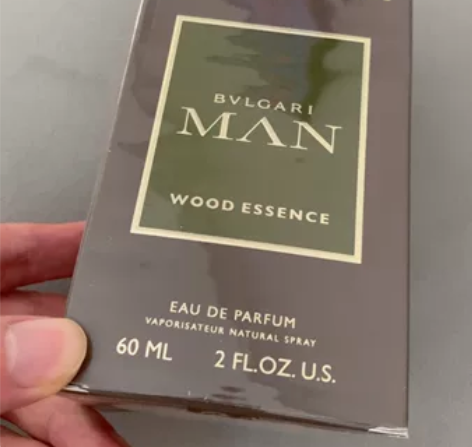 BVLGARI
MAN
WOOD ESSENCE
EAU DE PARFUM
VAPORISATEUR NATURAL SPRAY
60 ML 2 FL.OZ. U.S.